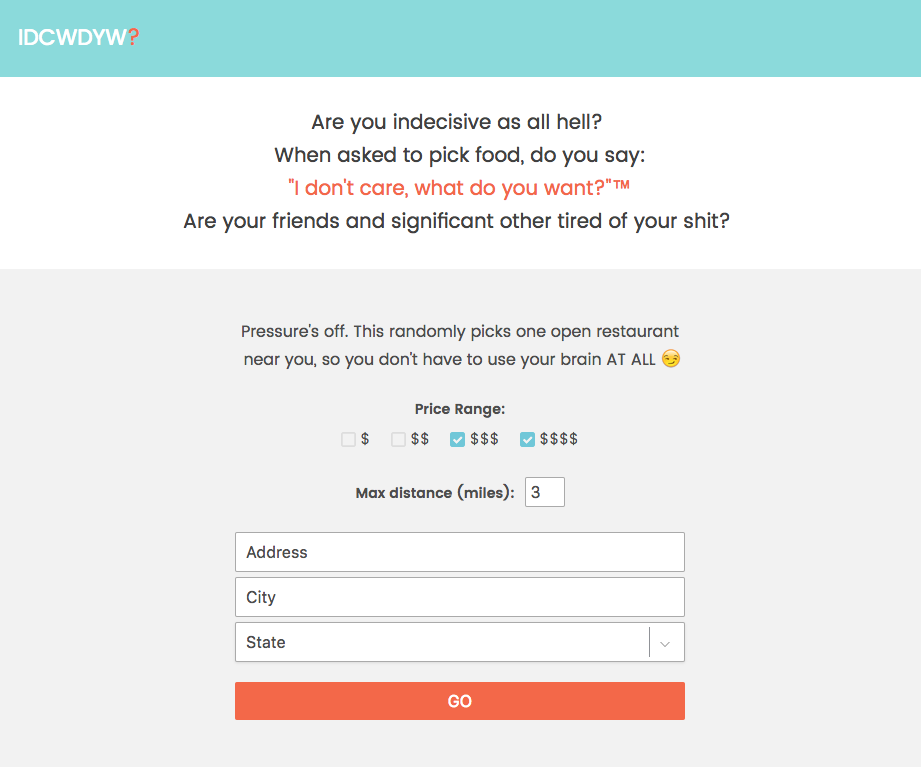 IDCWDYW?
Are you indecisive as all hell?
When asked to pick food, do you say:
"I don't care, what do you want?"™
Are your friends and significant other tired of your shit?
Pressure's off. This randomly picks one open restaurant
near you, so you don't have to use your brain AT ALL 😏
Price Range:
$ $$ $$$ $$$$
Max distance (miles): 3
Address
City
State
GO